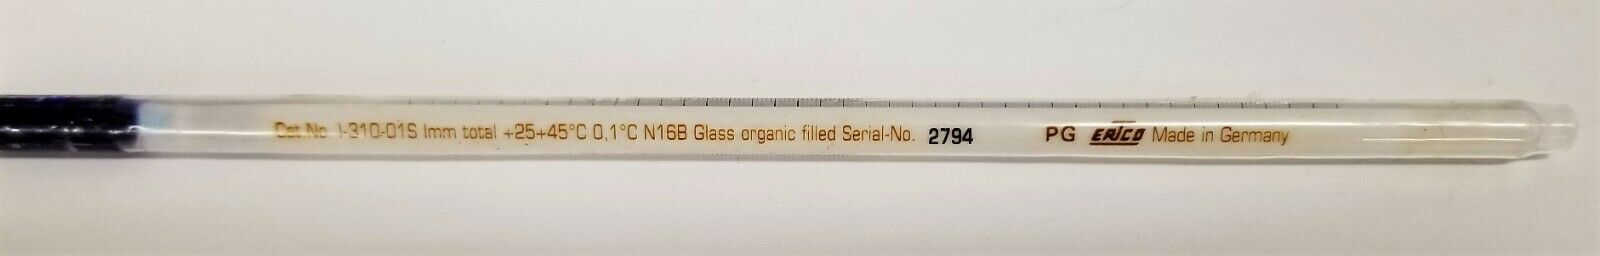 Cat No. I-310-01S Imm total +25+45°C 0,1°C N16B Glass organic filled Serial-No. 2794 PG ERICO Made in Germany